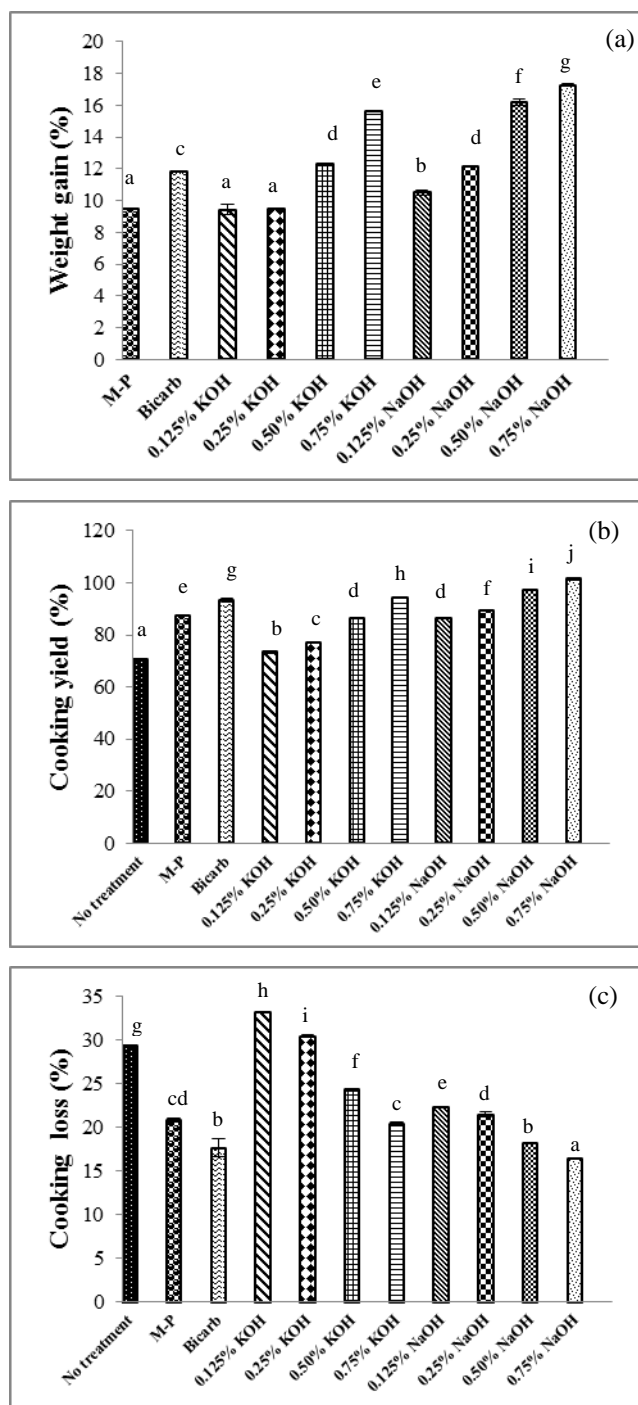 (a)
Weight gain (%)
20
18
16
14
12
10
8
6
4
2
0
a
c
a
a
d
e
b
d
f
g
M-P
Bicarb
0.125% KOH
0.25% KOH
0.50% KOH
0.75% KOH
0.125% NaOH
0.25% NaOH
0.50% NaOH
0.75% NaOH
(b)
Cooking yield (%)
120
100
80
60
40
20
0
a
e
g
b
c
d
h
d
f
i
j
No treatment
M-P
Bicarb
0.125% KOH
0.25% KOH
0.50% KOH
0.75% KOH
0.125% NaOH
0.25% NaOH
0.50% NaOH
0.75% NaOH
(c)
Cooking loss (%)
35
30
25
20
15
10
5
0
g
cd
b
h
i
f
c
e
d
b
a
No treatment
M-P
Bicarb
0.125% KOH
0.25% KOH
0.50% KOH
0.75% KOH
0.125% NaOH
0.25% NaOH
0.50% NaOH
0.75% NaOH